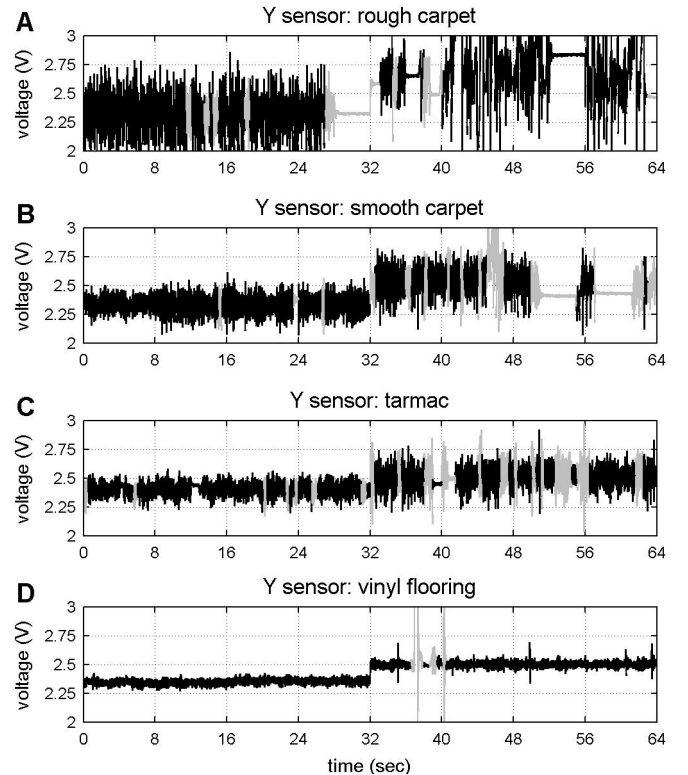 A
Y sensor: rough carpet
voltage (V)
3
2.75
2.5
2.25
2
0 8 16 24 32 40 48 56 64
B
Y sensor: smooth carpet
voltage (V)
3
2.75
2.5
2.25
2
0 8 16 24 32 40 48 56 64
C
Y sensor: tarmac
voltage (V)
3
2.75
2.5
2.25
2
0 8 16 24 32 40 48 56 64
D
Y sensor: vinyl flooring
voltage (V)
3
2.75
2.5
2.25
2
0 8 16 24 32 40 48 56 64
time (sec)